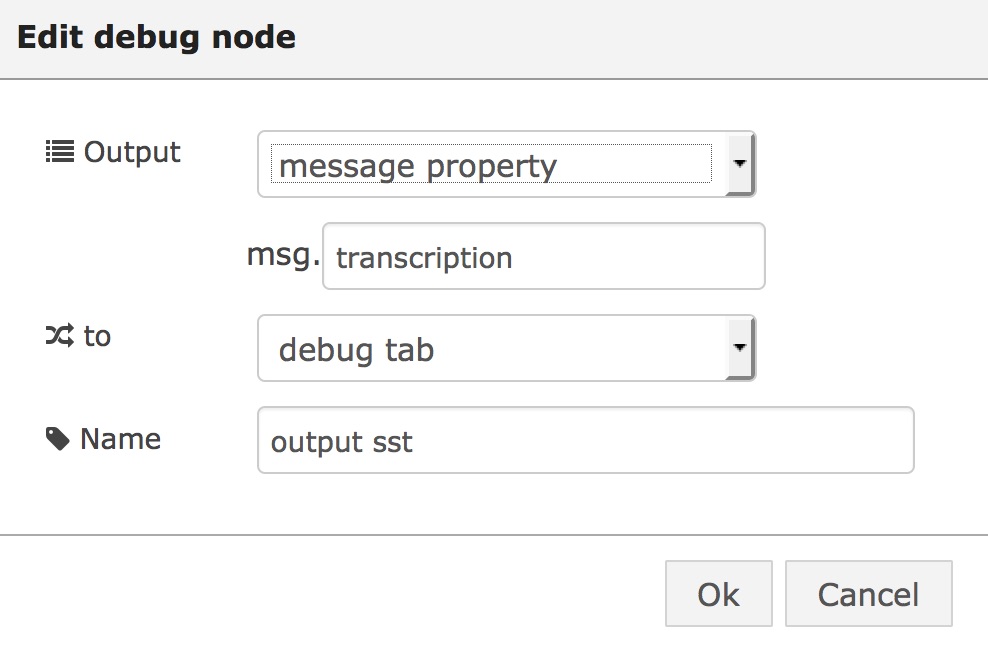 Edit debug node
Output message property
msg. transcription
to debug tab
Name output sst
Ok Cancel